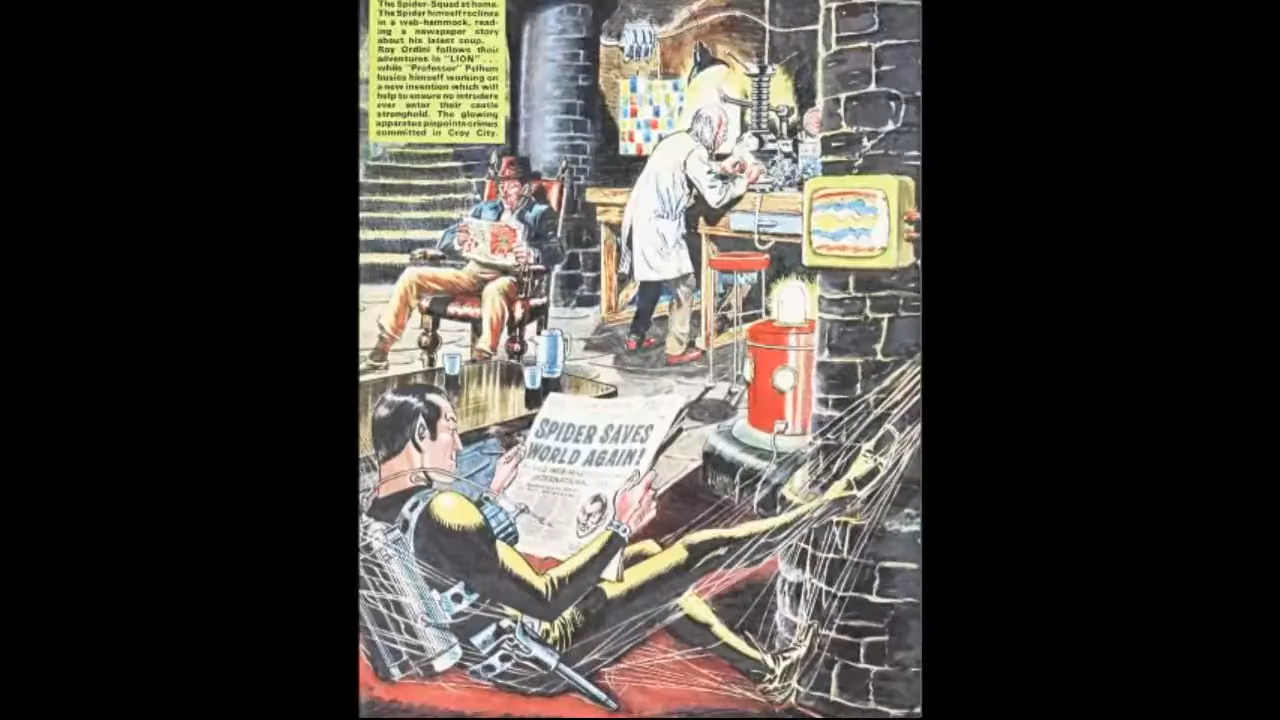 The Spider-Squad at home.
The Spider himself reclines
in a web-hammock, read-
ing a newspaper story
about his latest coup.
Roy Ordini follows their
adventures in "LION" . .
while "Professor" Pelham
busies himself working on
a new invention which will
help to ensure no intruders
ever enter their castle
stronghold. The glowing
apparatus pinpoints crimes
committed in Croy City.
SPIDER SAVES
WORLD AGAIN!